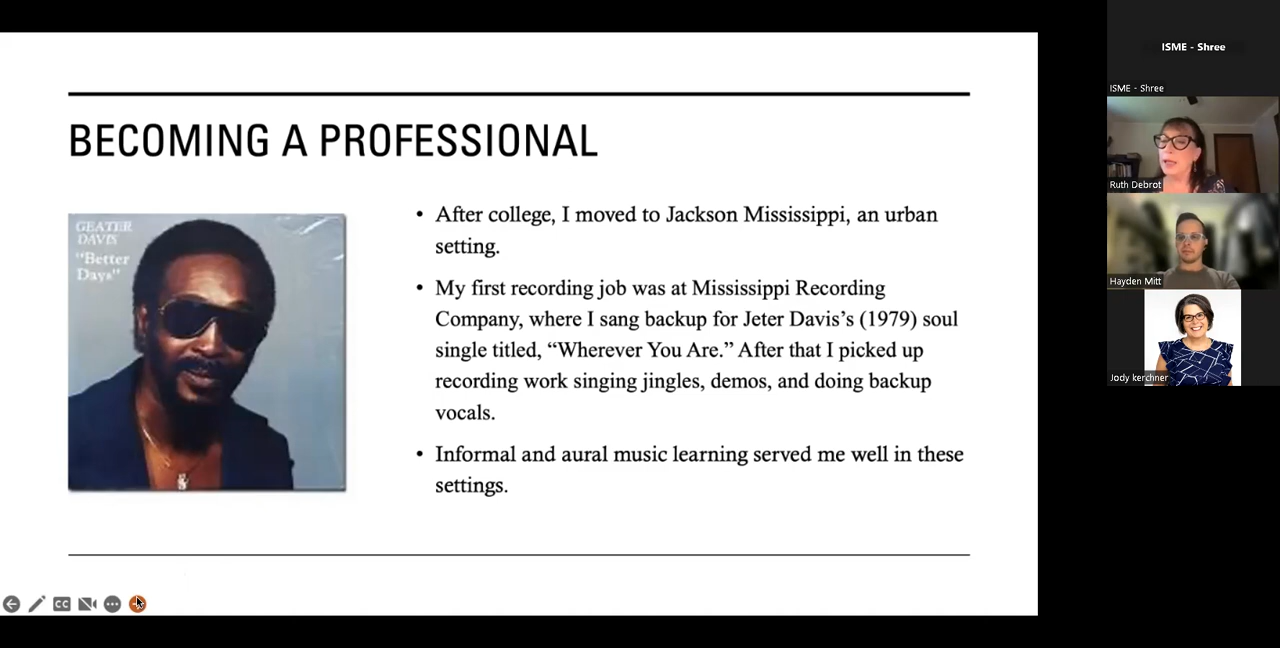 BECOMING A PROFESSIONAL
GEATER
DAVIS
"Better
Days"
• After college, I moved to Jackson Mississippi, an urban
setting.
• My first recording job was at Mississippi Recording
Company, where I sang backup for Jeter Davis’s (1979) soul
single titled, “Wherever You Are.” After that I picked up
recording work singing jingles, demos, and doing backup
vocals.
• Informal and aural music learning served me well in these
settings.
CC
ISME - Shree
ISME - Shree
Ruth Debrot
Hayden Mitt
Jody kerchner